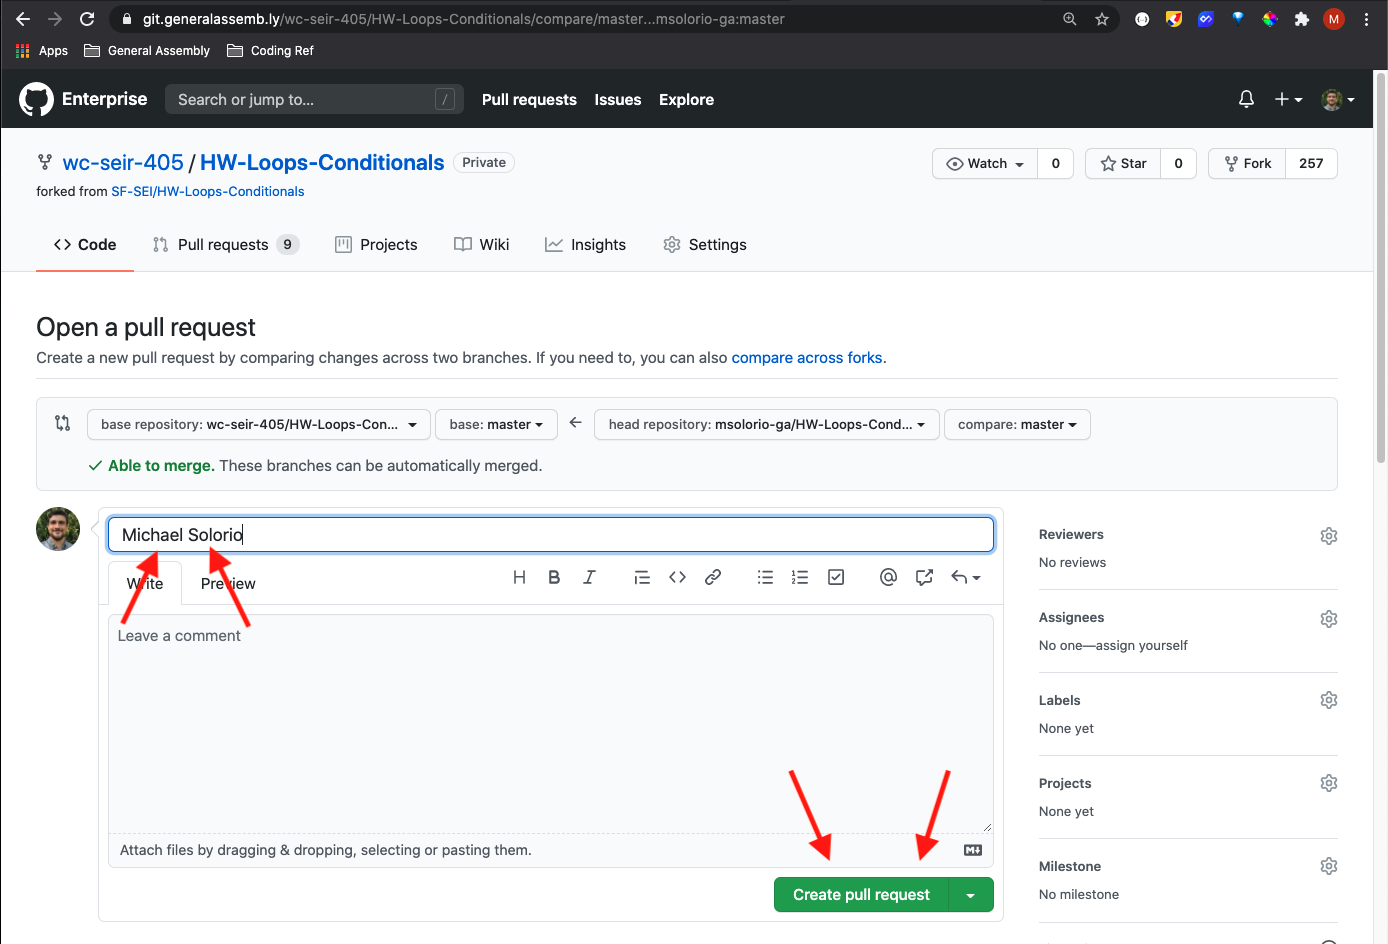 git.generalassemb.ly/wc-seir-405/HW-Loops-Conditionals/compare/master...msolorio-ga:master
M
Apps General Assembly Coding Ref
Enterprise Search or jump to... / Pull requests Issues Explore
wc-seir-405 / HW-Loops-Conditionals Private Watch 0 Star 0 Fork 257
forked from SF-SEI/HW-Loops-Conditionals
Code Pull requests 9 Projects Wiki Insights Settings
Open a pull request
Create a new pull request by comparing changes across two branches. If you need to, you can also compare across forks.
base repository: wc-seir-405/HW-Loops-Con... base: master head repository: msolorio-ga/HW-Loops-Cond... compare: master
Able to merge. These branches can be automatically merged.
Michael Solorio
Write Preview H B I
Leave a comment
Attach files by dragging & dropping, selecting or pasting them.
Create pull request
Reviewers
No reviews
Assignees
No one—assign yourself
Labels
None yet
Projects
None yet
Milestone
No milestone